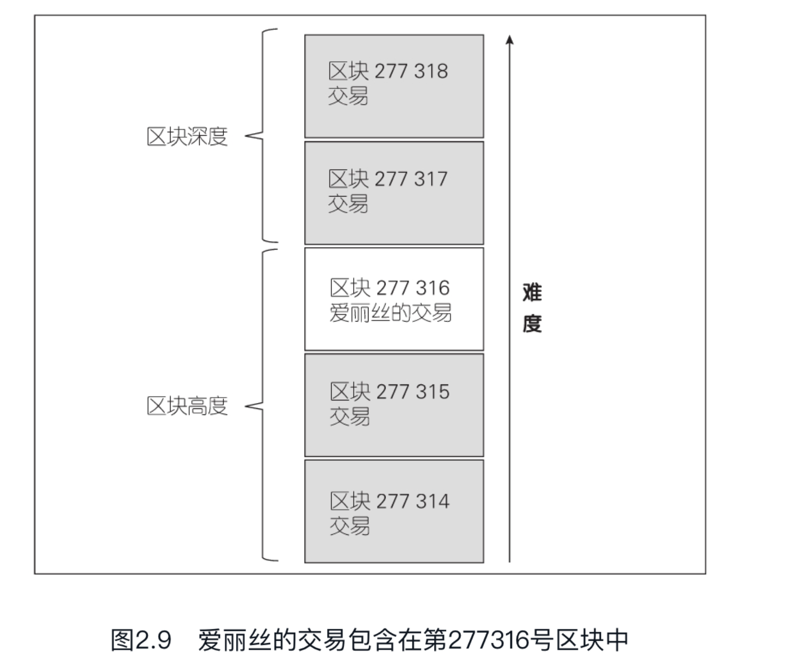 区块 277 318
交易
区块深度
区块 277 317
交易
区块 277 316
爱丽丝的交易
难
度
区块 277 315
交易
区块高度
区块 277 314
交易
图2.9 爱丽丝的交易包含在第277316号区块中